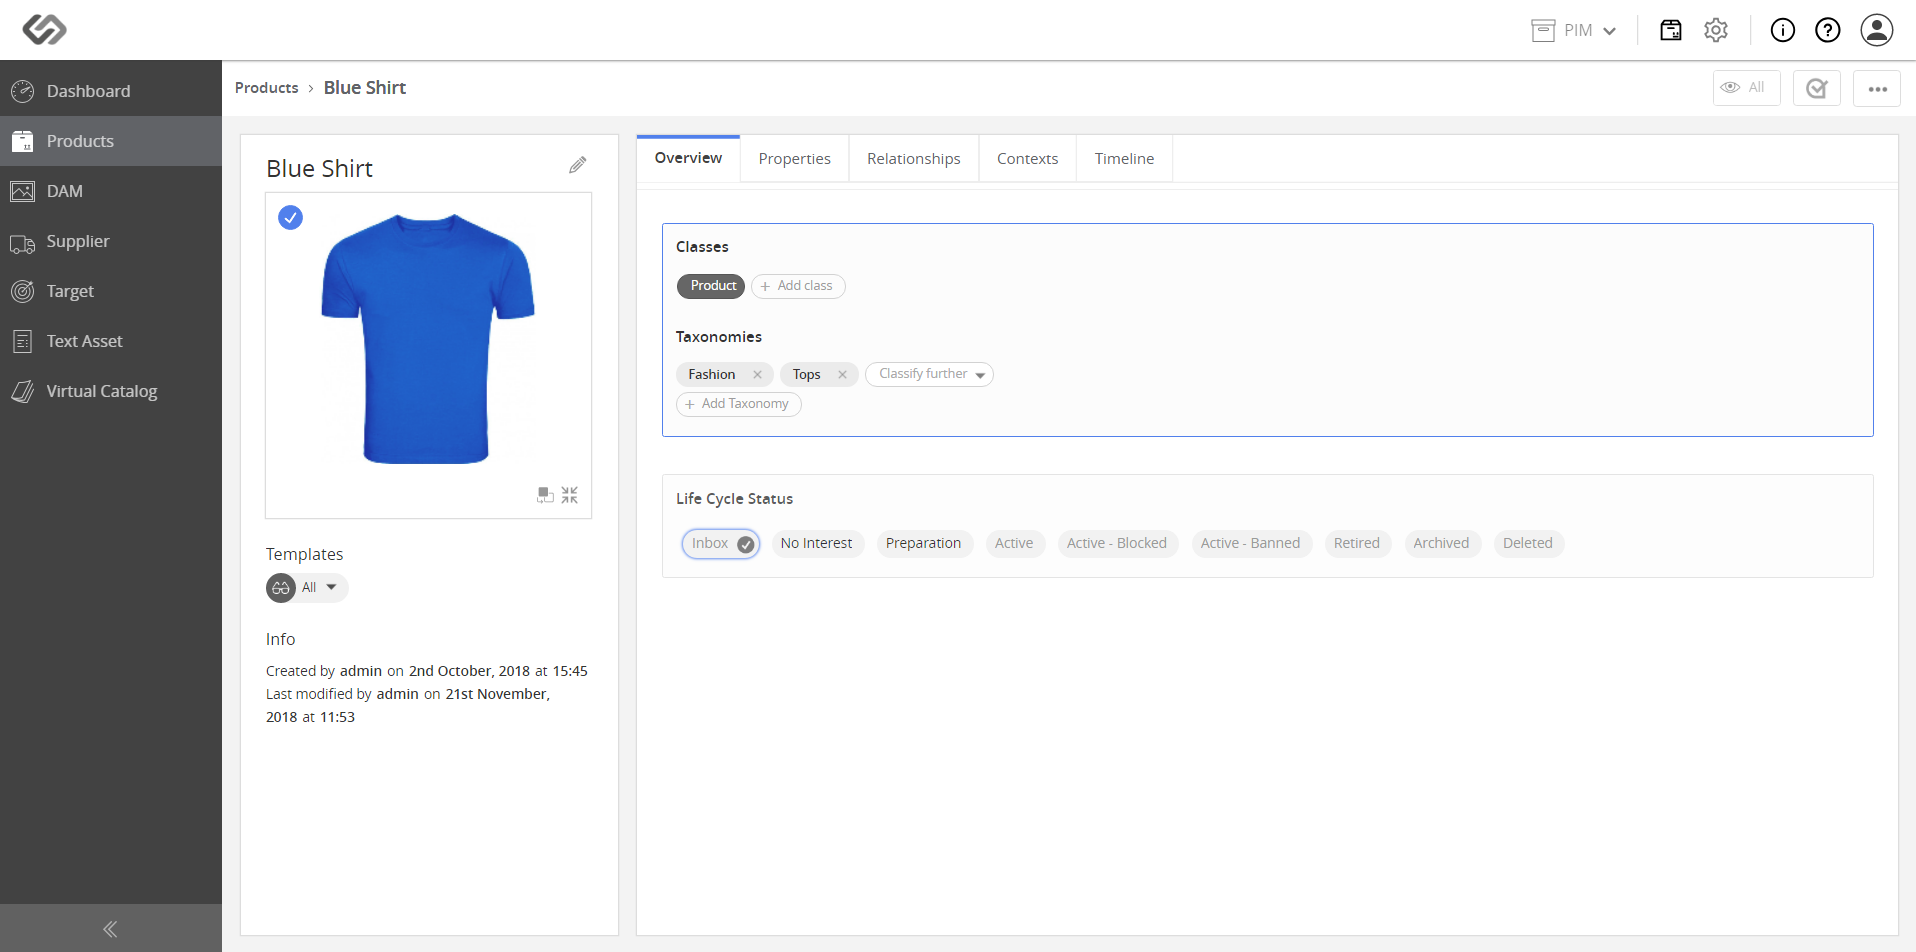 PIM
All
Dashboard
Products
DAM
Supplier
Target
Text Asset
Virtual Catalog
Products › Blue Shirt
Blue Shirt
Templates
All
Info
Created by admin on 2nd October, 2018 at 15:45
Last modified by admin on 21st November,
2018 at 11:53
Overview Properties Relationships Contexts Timeline
Classes
Product + Add class
Taxonomies
Fashion × Tops × Classify further
+ Add Taxonomy
Life Cycle Status
Inbox No Interest Preparation Active Active - Blocked Active - Banned Retired Archived Deleted